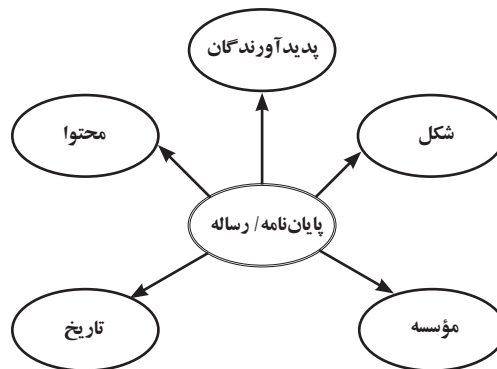 پدیدآورندگان
شکل
محتوا
پایان‌نامه/ رساله
مؤسسه
تاریخ